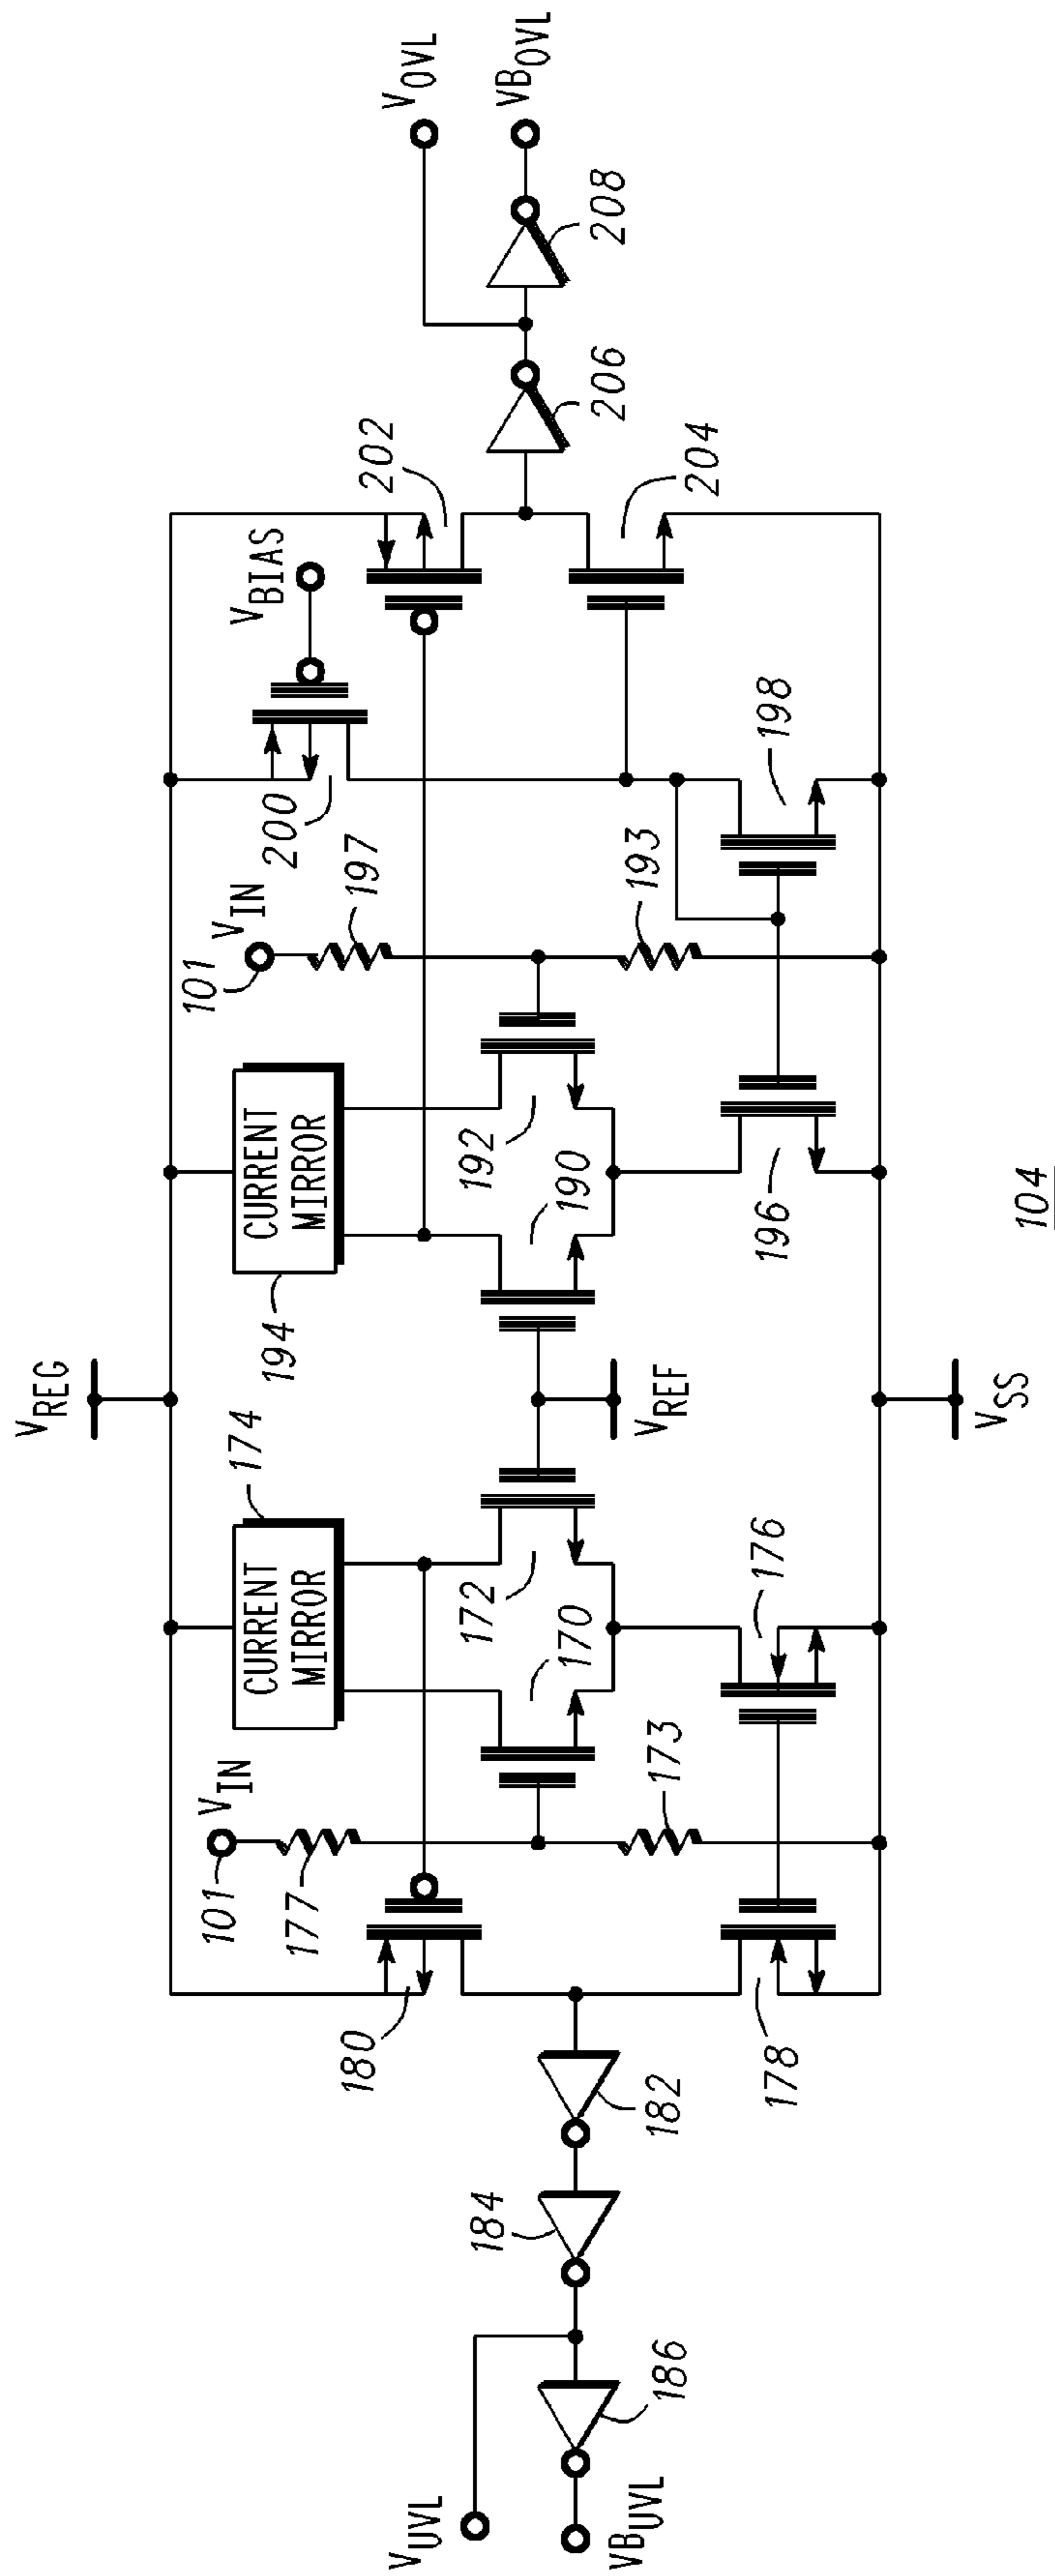 V_REG
V_IN
101
177
CURRENT
MIRROR
174
CURRENT
MIRROR
194
V_IN
101
197
V_BIAS
200
202
V_OVL
VB_OVL
180
170
172
V_REF
190
192
206
208
V_UVL
VB_UVL
186
184
182
173
193
204
178
176
196
198
V_SS
104